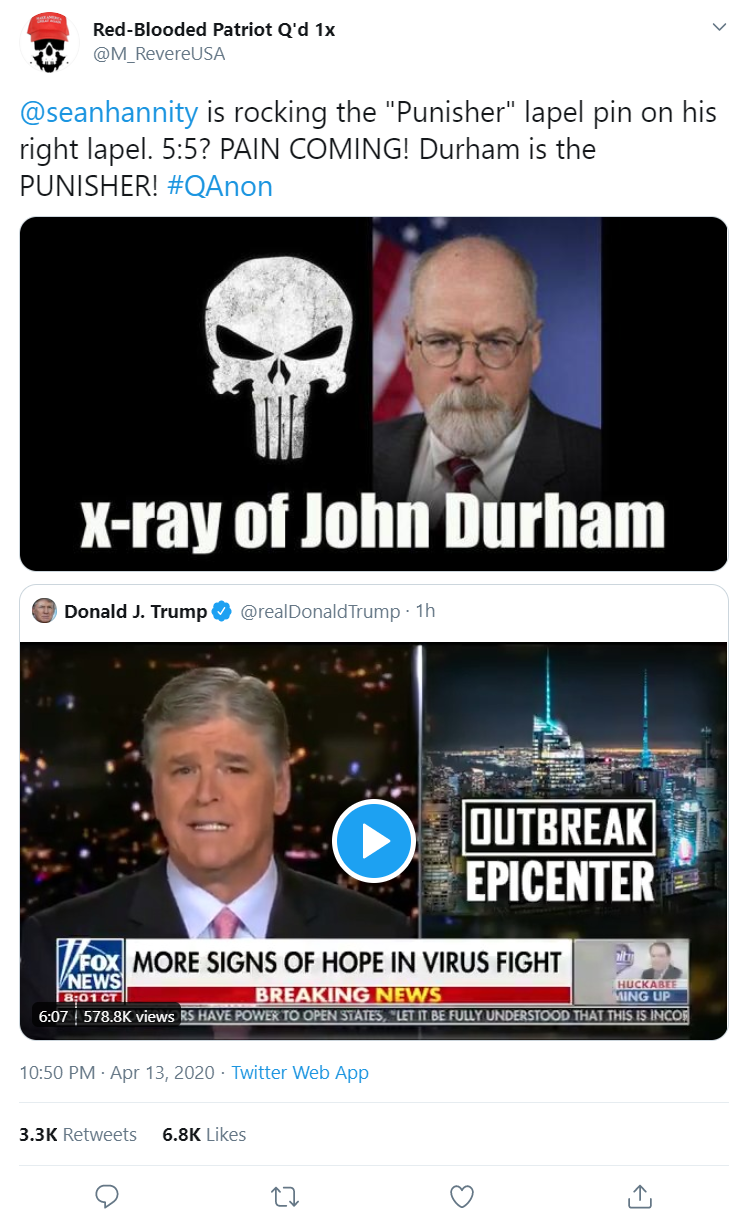 Red-Blooded Patriot Q'd 1x
@M_RevereUSA
@seanhannity is rocking the "Punisher" lapel pin on his
right lapel. 5:5? PAIN COMING! Durham is the
PUNISHER! #QAnon
x-ray of John Durham
Donald J. Trump @realDonaldTrump · 1h
OUTBREAK
EPICENTER
FOX
NEWS
8:01 CT
MORE SIGNS OF HOPE IN VIRUS FIGHT
BREAKING NEWS
HUCKABEE
MING UP
6:07 578.8K views
RS HAVE POWER TO OPEN STATES, "LET IT BE FULLY UNDERSTOOD THAT THIS IS INCOR
10:50 PM · Apr 13, 2020 · Twitter Web App
3.3K Retweets 6.8K Likes